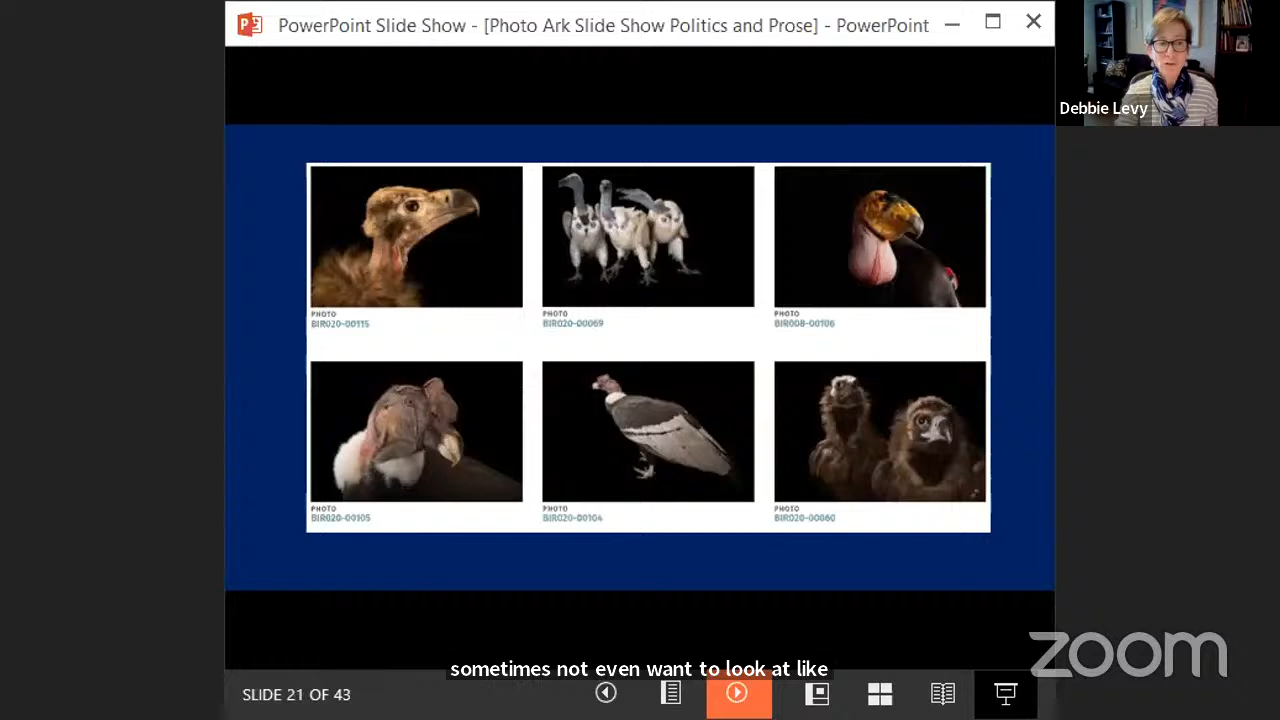 PowerPoint Slide Show - [Photo Ark Slide Show Politics and Prose] - PowerPoint
Debbie Levy
PHOTO
BIR020-00115
PHOTO
BIR020-00069
PHOTO
BIR008-00106
PHOTO
BIR020-00105
PHOTO
BIR020-00104
PHOTO
BIR020-00060
sometimes not even want to look at like
SLIDE 21 OF 43
zoom